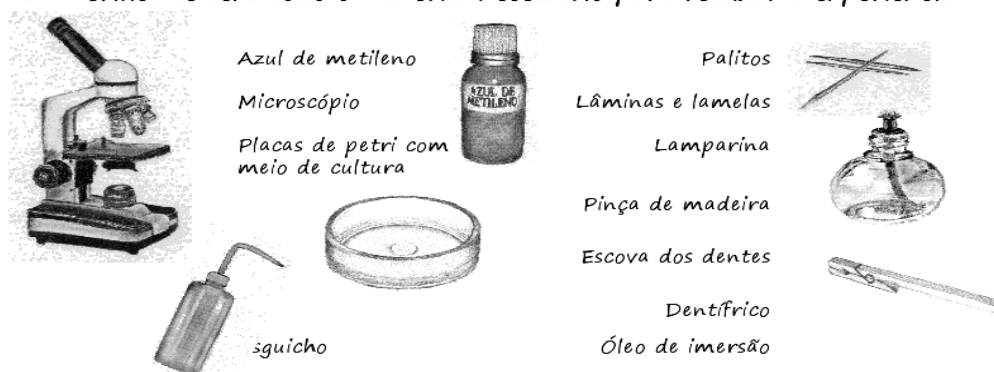 Azul de metileno
Microscópio
Placas de petri com
meio de cultura
sguicho
AZUL DE
METILENO
Palitos
Lâminas e lamelas
Lamparina
Pinça de madeira
Escova dos dentes
Dentífrico
Óleo de imersão